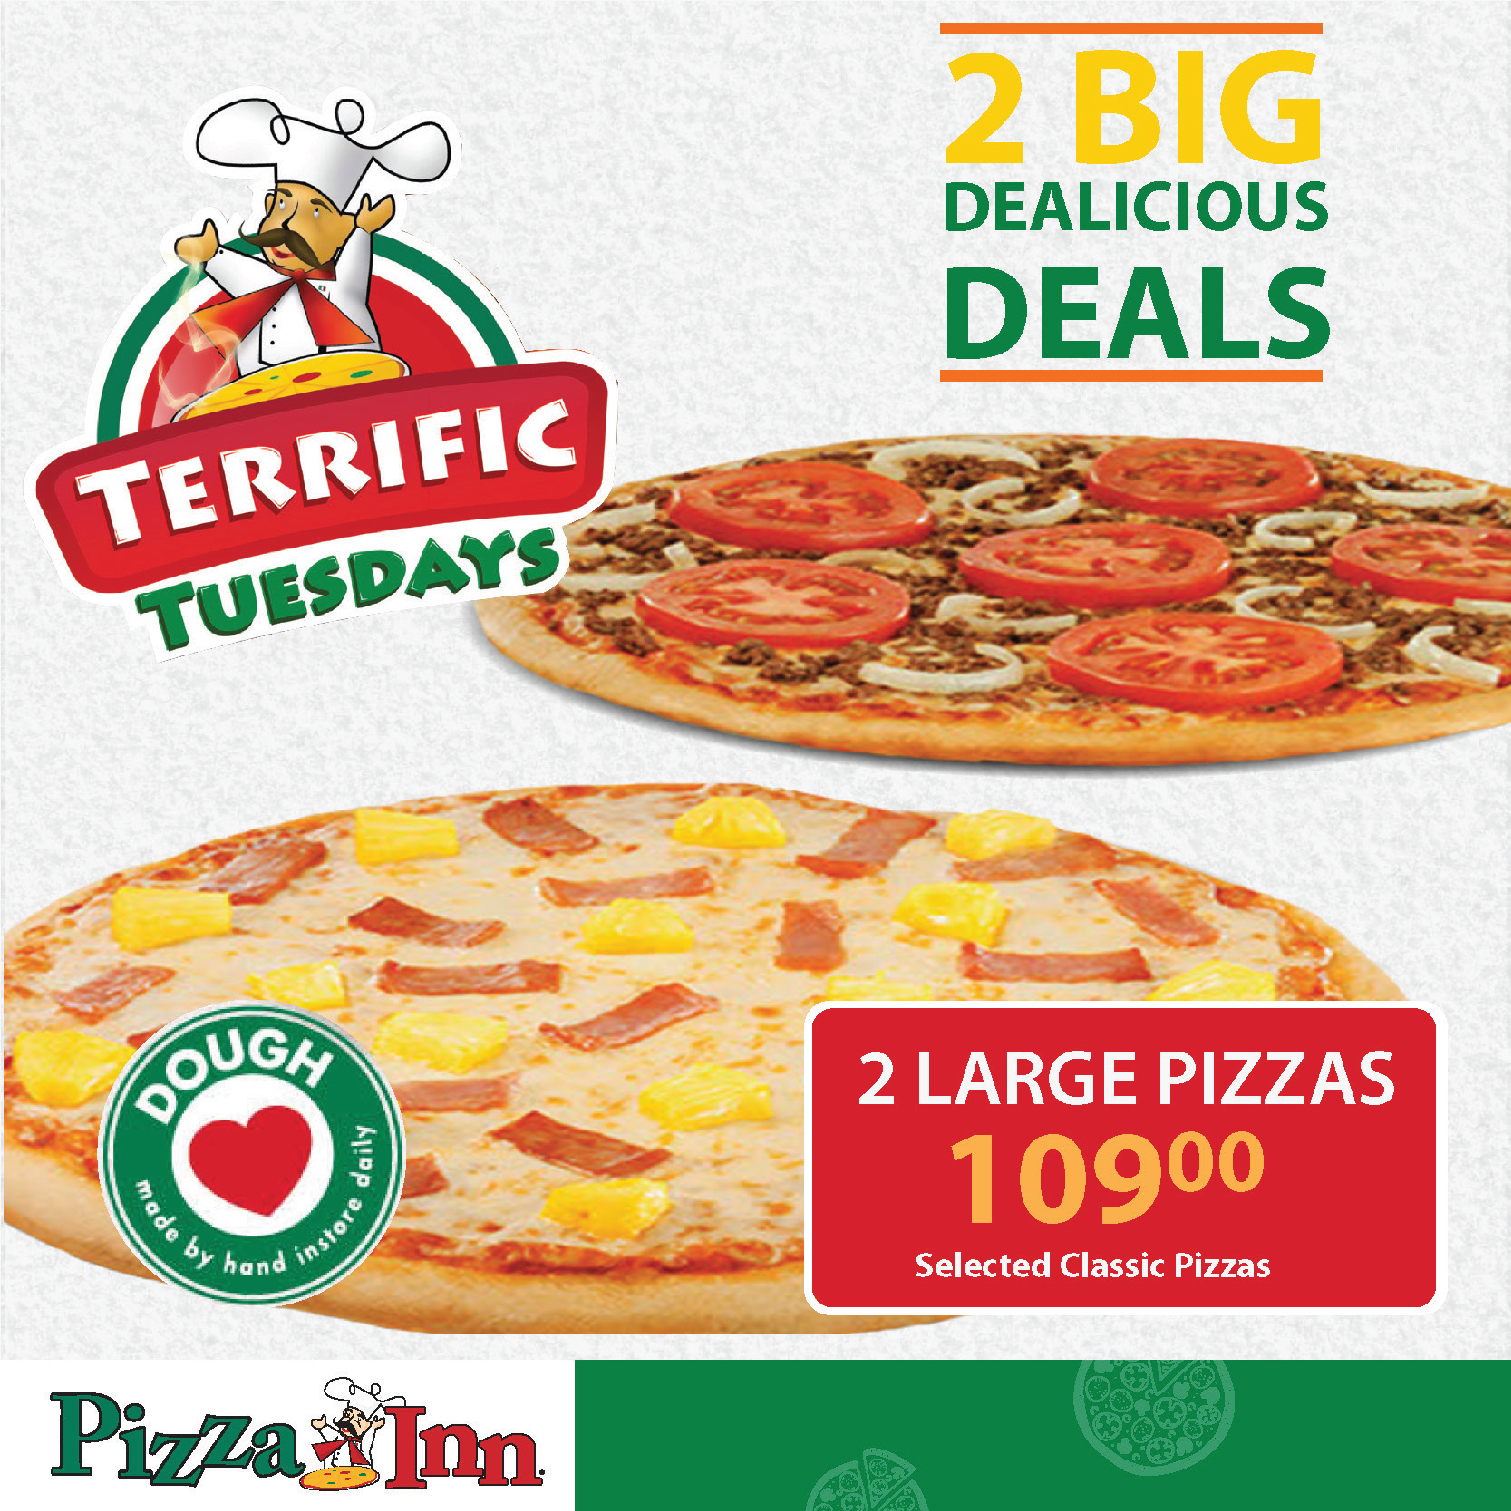 2 BIG
DEALICIOUS
DEALS
TERRIFIC
TUESDAYS
DOUGH
made by hand instore daily
2 LARGE PIZZAS
10900
Selected Classic Pizzas
Pizza Inn.